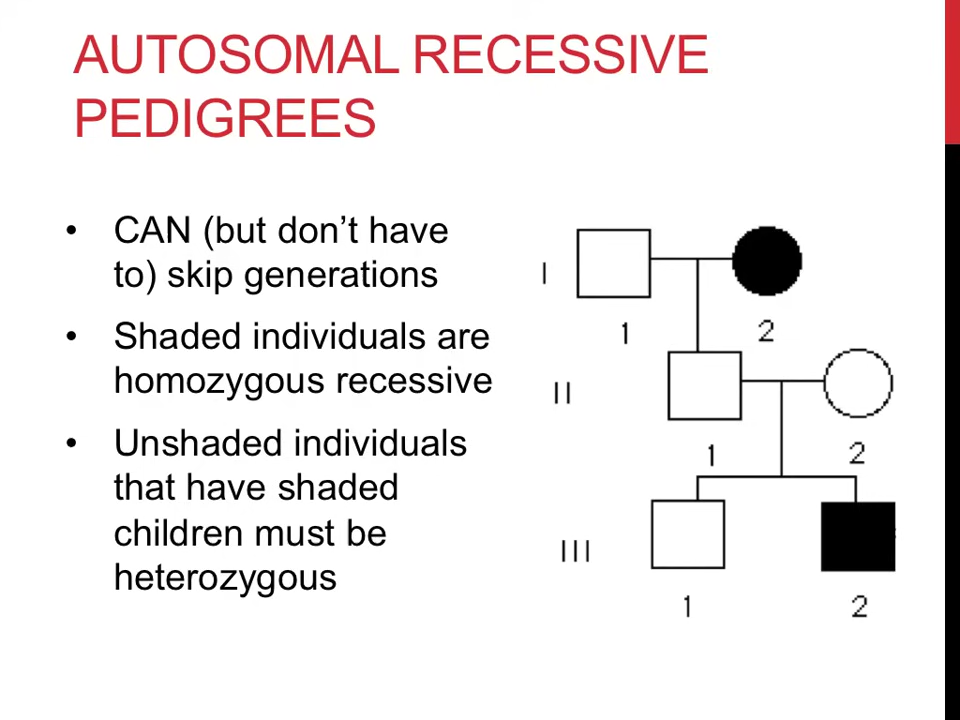 AUTOSOMAL RECESSIVE
PEDIGREES
• CAN (but don’t have
to) skip generations
• Shaded individuals are
homozygous recessive
• Unshaded individuals
that have shaded
children must be
heterozygous
I
1 2
II
1 2
III
1 2